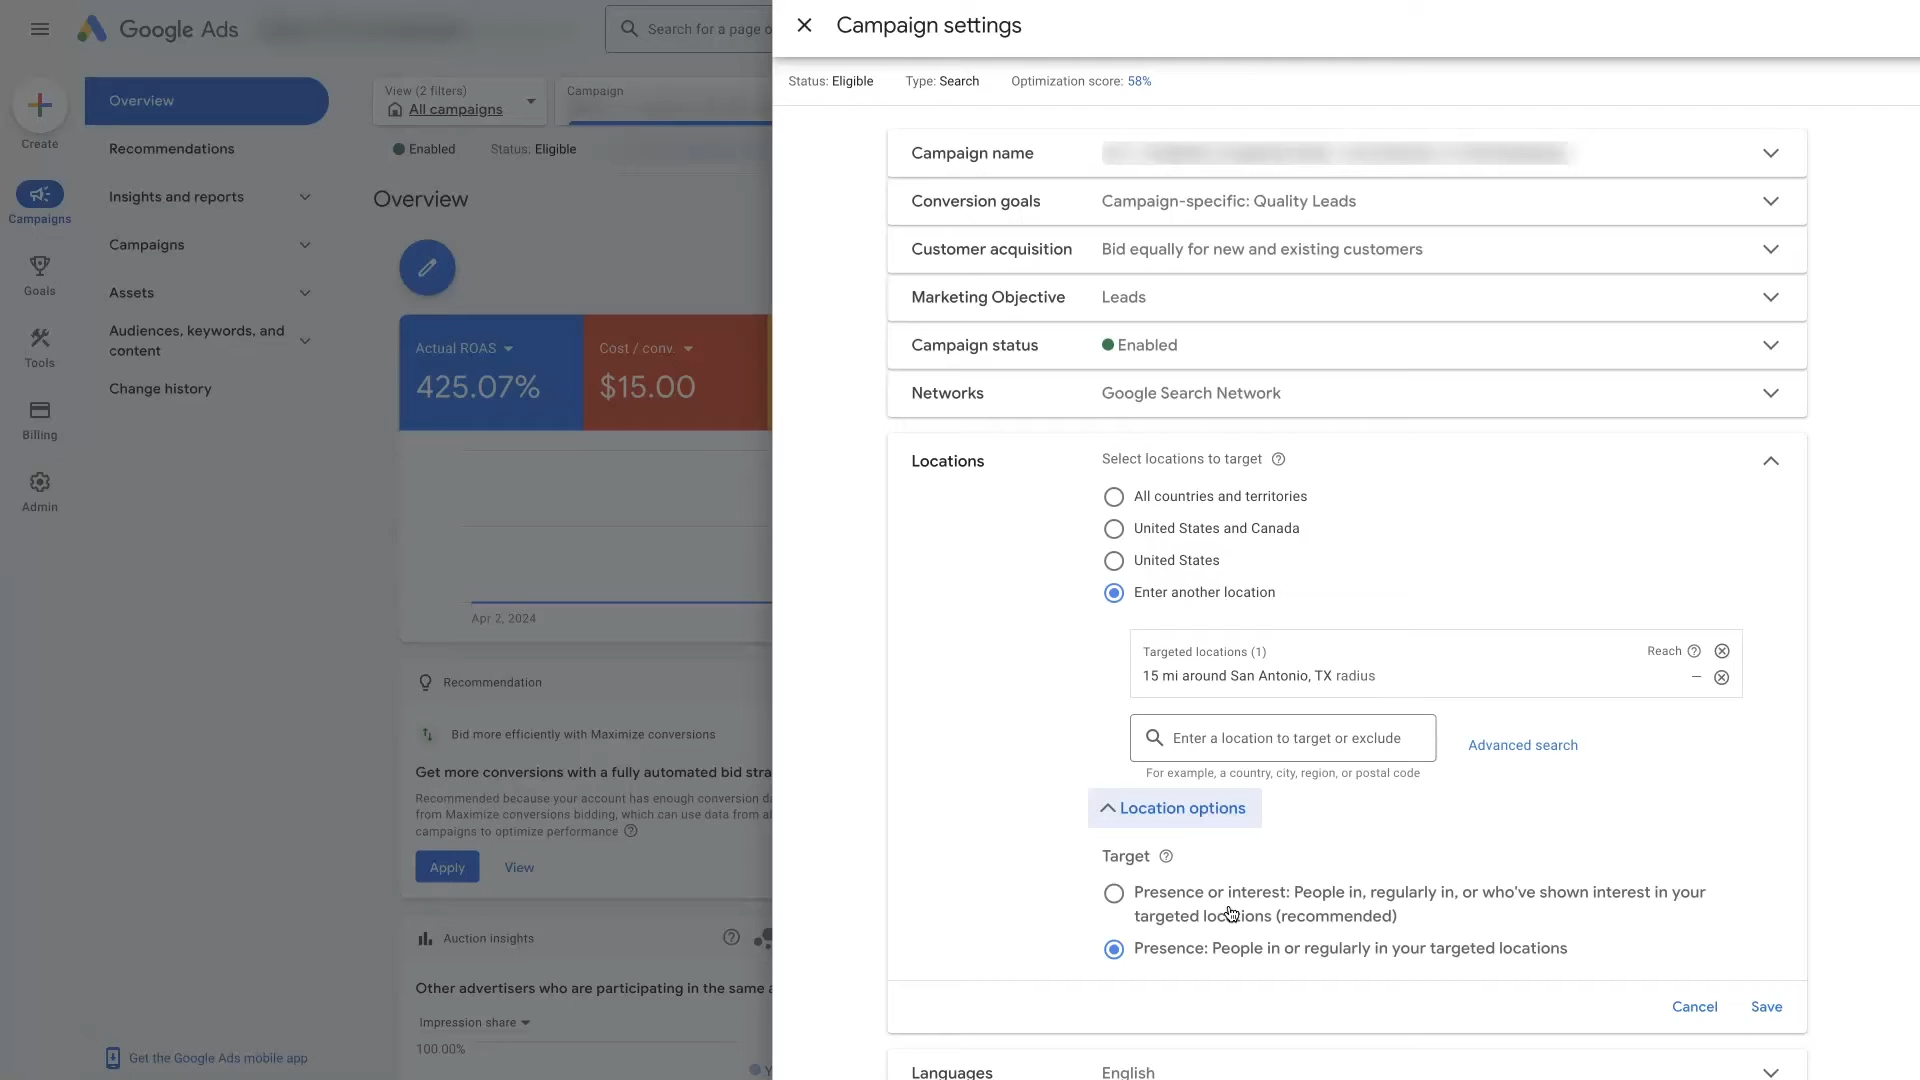 Google Ads
Search for a page o
Create
Campaigns
Goals
Tools
Billing
Admin
Overview
Recommendations
Insights and reports
Campaigns
Assets
Audiences, keywords, and
content
Change history
Get the Google Ads mobile app
View (2 filters)
All campaigns
Campaign
Enabled
Status: Eligible
Overview
Actual ROAS
425.07%
Cost / conv.
$15.00
Apr 2, 2024
Recommendation
Bid more efficiently with Maximize conversions
Get more conversions with a fully automated bid stra
Recommended because your account has enough conversion da
from Maximize conversions bidding, which can use data from al
campaigns to optimize performance
Apply
View
Auction insights
Other advertisers who are participating in the same a
Impression share
100.00%
Y
Campaign settings
Status: Eligible
Type: Search
Optimization score: 58%
Campaign name
Conversion goals
Campaign-specific: Quality Leads
Customer acquisition
Bid equally for new and existing customers
Marketing Objective
Leads
Campaign status
Enabled
Networks
Google Search Network
Locations
Select locations to target
All countries and territories
United States and Canada
United States
Enter another location
Targeted locations (1)
Reach
15 mi around San Antonio, TX radius
–
Enter a location to target or exclude
Advanced search
For example, a country, city, region, or postal code
Location options
Target
Presence or interest: People in, regularly in, or who've shown interest in your
targeted locations (recommended)
Presence: People in or regularly in your targeted locations
Cancel
Save
Languages
English